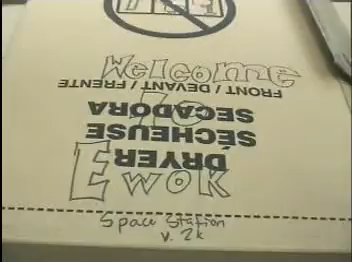 Welcome
FRONT / DEVANT / FRENTE
to
SECADORA
SÉCHEUSE
DRYER
Ewok
Space Station
v. 2k